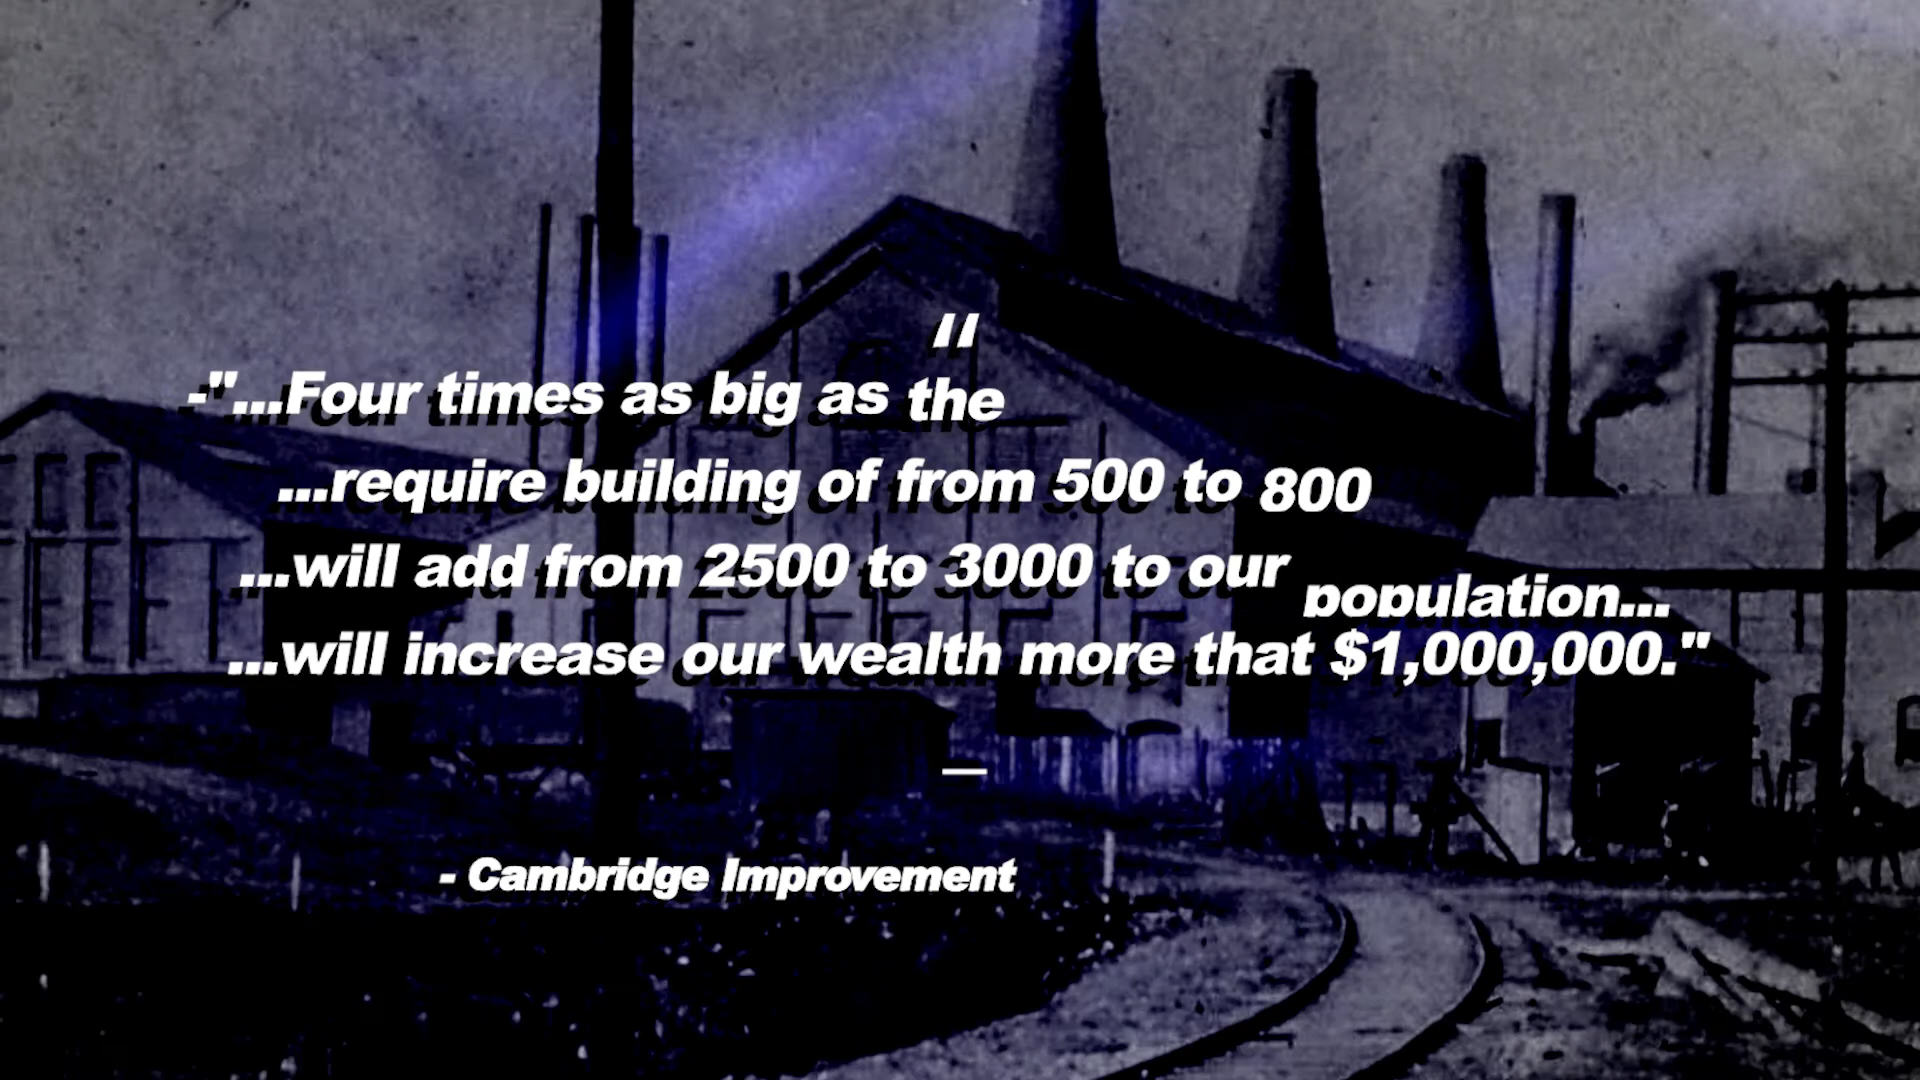 “
-"...Four times as big as the
...require building of from 500 to 800
...will add from 2500 to 3000 to our population...
...will increase our wealth more that $1,000,000."
—
- Cambridge Improvement